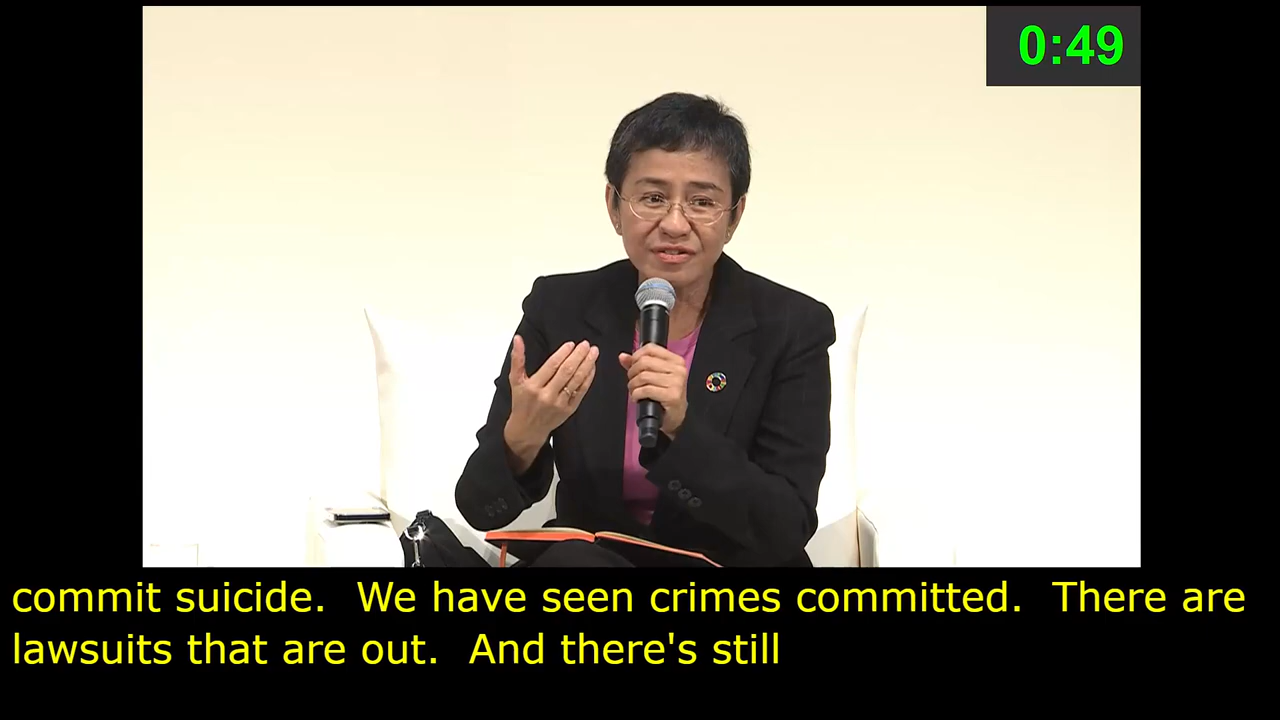 0:49
commit suicide.  We have seen crimes committed.  There are
lawsuits that are out.  And there's still